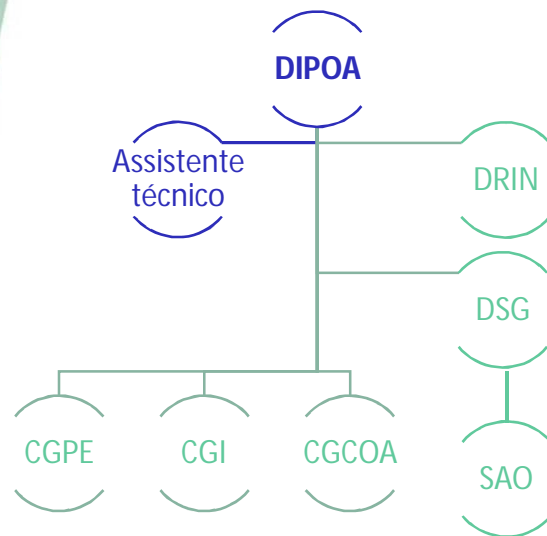 DIPOA
Assistente
técnico
DRIN
DSG
CGPE
CGI
CGCOA
SAO